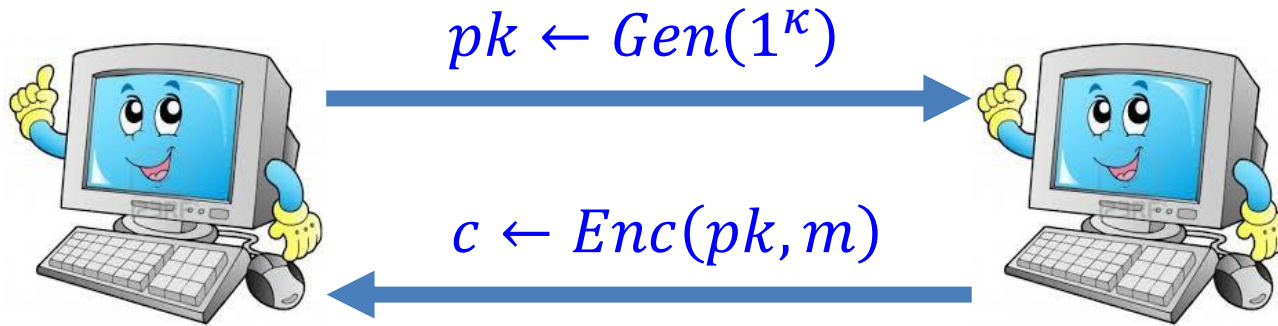 pk ← Gen(1^κ)
c ← Enc(pk, m)